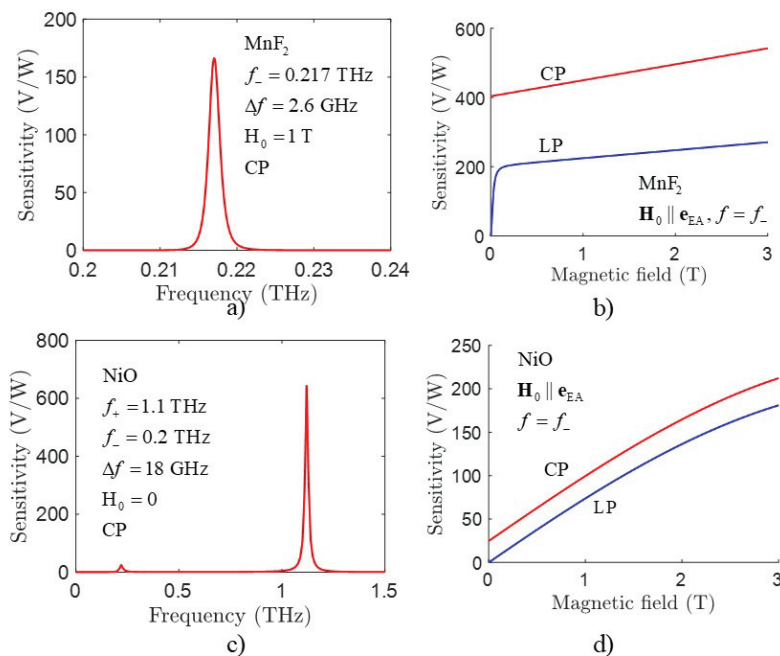 200
150
100
50
0
Sensitivity (V/W)
MnF₂
f₋ = 0.217 THz
Δf = 2.6 GHz
H₀ = 1 T
CP
0.2 0.21 0.22 0.23 0.24
Frequency (THz)
a)
600
400
200
0
Sensitivity (V/W)
CP
LP
MnF₂
H₀ ∥ e_EA, f = f₋
0 1 2 3
Magnetic field (T)
b)
800
600
400
200
0
Sensitivity (V/W)
NiO
f₊ = 1.1 THz
f₋ = 0.2 THz
Δf = 18 GHz
H₀ = 0
CP
0 0.5 1 1.5
Frequency (THz)
c)
250
200
150
100
50
0
Sensitivity (V/W)
NiO
H₀ ∥ e_EA
f = f₋
CP
LP
0 1 2 3
Magnetic field (T)
d)